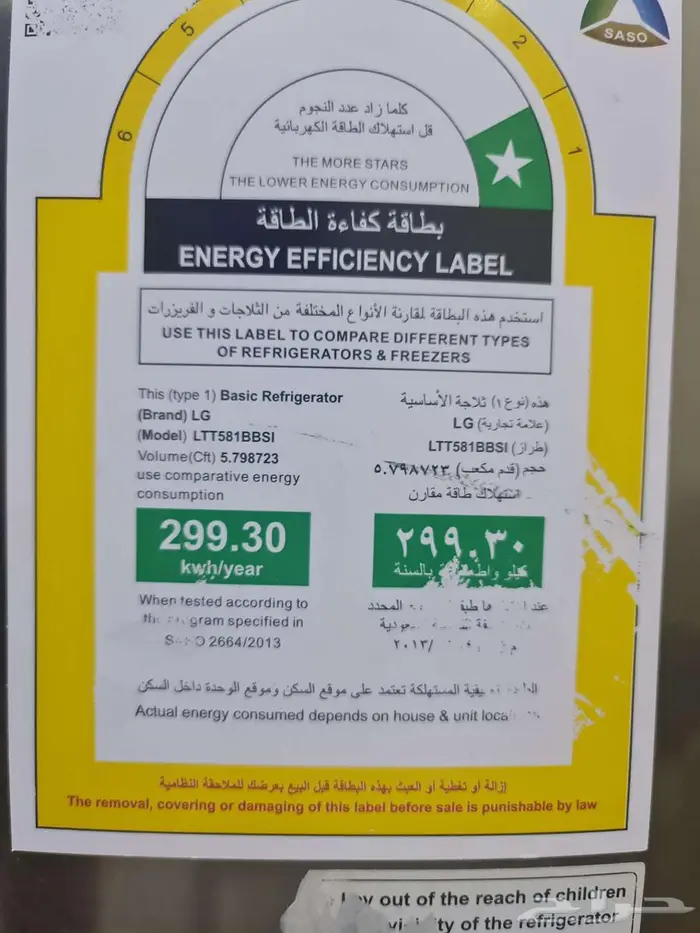 SASO
5
2
6
1
كلما زاد عدد النجوم
قل استهلاك الطاقة الكهربائية
THE MORE STARS
THE LOWER ENERGY CONSUMPTION
بطاقة كفاءة الطاقة
ENERGY EFFICIENCY LABEL
استخدم هذه البطاقة لمقارنة الأنواع المختلفة من الثلاجات و الفريزرات
USE THIS LABEL TO COMPARE DIFFERENT TYPES
OF REFRIGERATORS & FREEZERS
This (type 1) Basic Refrigerator
(Brand) LG
(Model) LTT581BBSI
Volume(Cft) 5.798723
use comparative energy
consumption
299.30
kwh/year
When tested according to
specified in
2664/2013
هذه (نوع ١) ثلاجة الأساسية
(علامة تجارية) LG
(طراز) LTT581BBSI
حجم (قدم مكعب) ٥.٧٩٨٧٢٣
استهلاك طاقة مقارن
٢٩٩.٣٠
كيلو بالسنة
المحدد
٢٠١٣/
المستهلكة تعتمد على موقع السكن وموقع الوحدة داخل السكن
Actual energy consumed depends on house & unit
إزالة أو تغطية أو العبث بهذه البطاقة قبل البيع يعرضك للملاحقة النظامية
The removal, covering or damaging of this label before sale is punishable by law
out of the reach of children
of the refrigerator
حراج